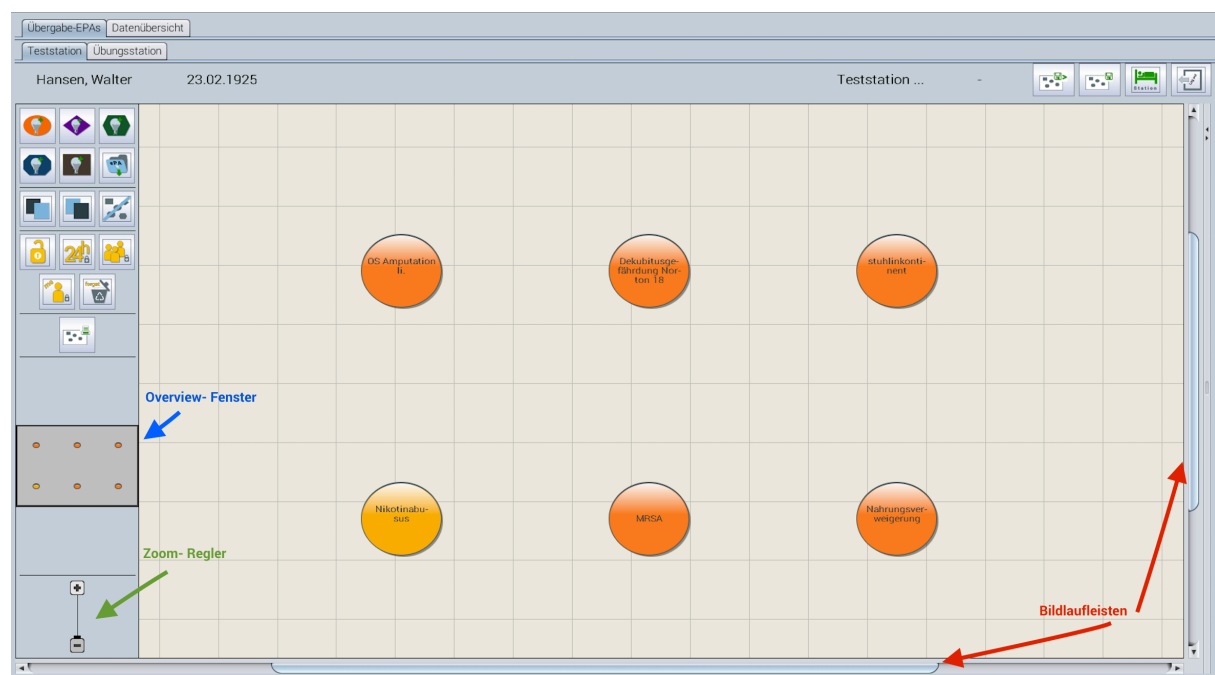 Übergabe-EPAs Datenübersicht
Teststation Übungsstation
Hansen, Walter 23.02.1925 Teststation ... -
Station
24h
OS Amputation
li.
Dekubitusge-
fährdung Nor-
ton 18
stuhlinkonti-
nent
Overview- Fenster
Nikotinabu-
sus
MRSA
Nahrungsver-
weigerung
Zoom- Regler
Bildlaufleisten